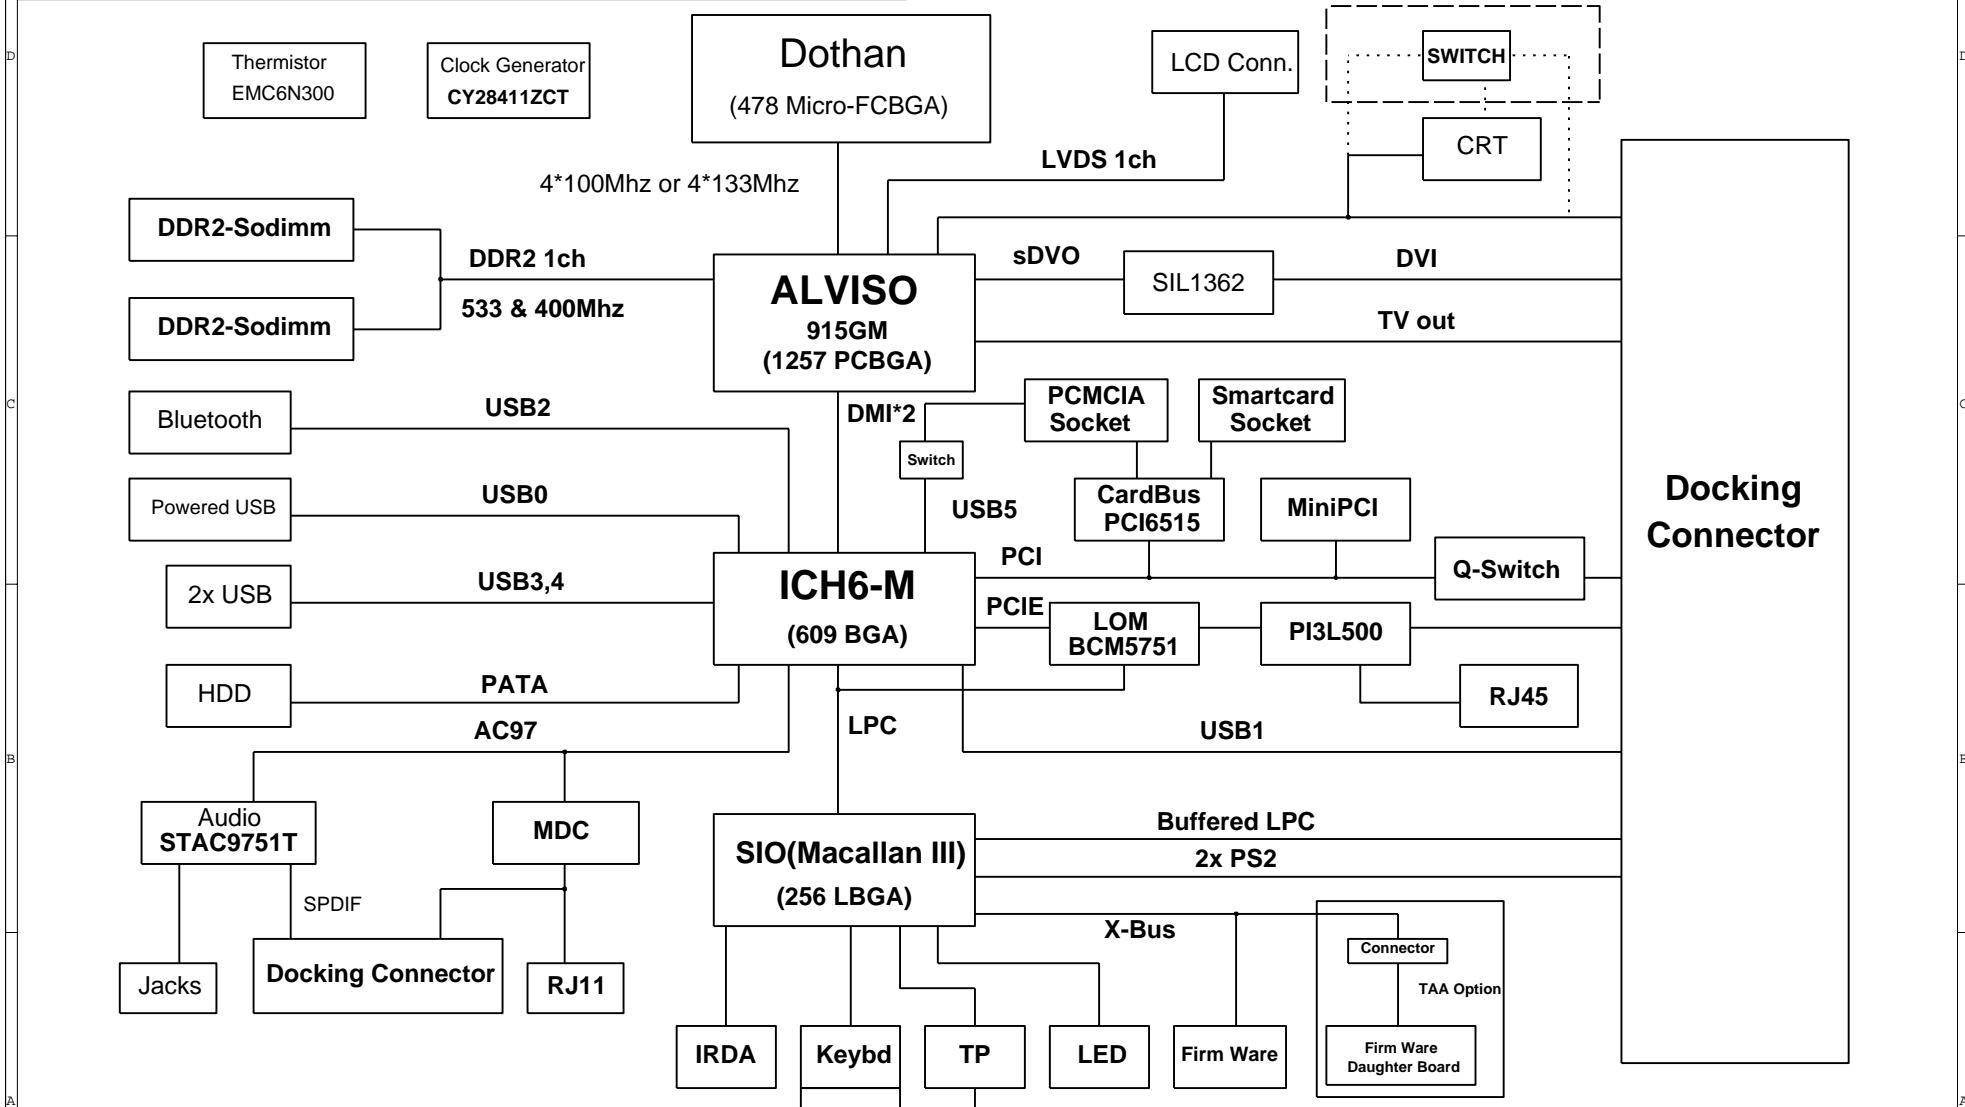 D
D
Thermistor
EMC6N300
Clock Generator
CY28411ZCT
Dothan
(478 Micro-FCBGA)
LCD Conn.
SWITCH
CRT
LVDS 1ch
4*100Mhz or 4*133Mhz
DDR2-Sodimm
DDR2 1ch
533 & 400Mhz
DDR2-Sodimm
ALVISO
915GM
(1257 PCBGA)
sDVO
SIL1362
DVI
TV out
C
C
Bluetooth
USB2
DMI*2
PCMCIA
Socket
Smartcard
Socket
Switch
Powered USB
USB0
USB5
CardBus
PCI6515
MiniPCI
Docking
Connector
PCI
Q-Switch
2x USB
USB3,4
ICH6-M
(609 BGA)
PCIE
LOM
BCM5751
PI3L500
HDD
PATA
RJ45
AC97
LPC
USB1
B
B
Audio
STAC9751T
MDC
SIO(Macallan III)
(256 LBGA)
Buffered LPC
2x PS2
SPDIF
X-Bus
Connector
TAA Option
Jacks
Docking Connector
RJ11
IRDA
Keybd
TP
LED
Firm Ware
Firm Ware
Daughter Board
A
A